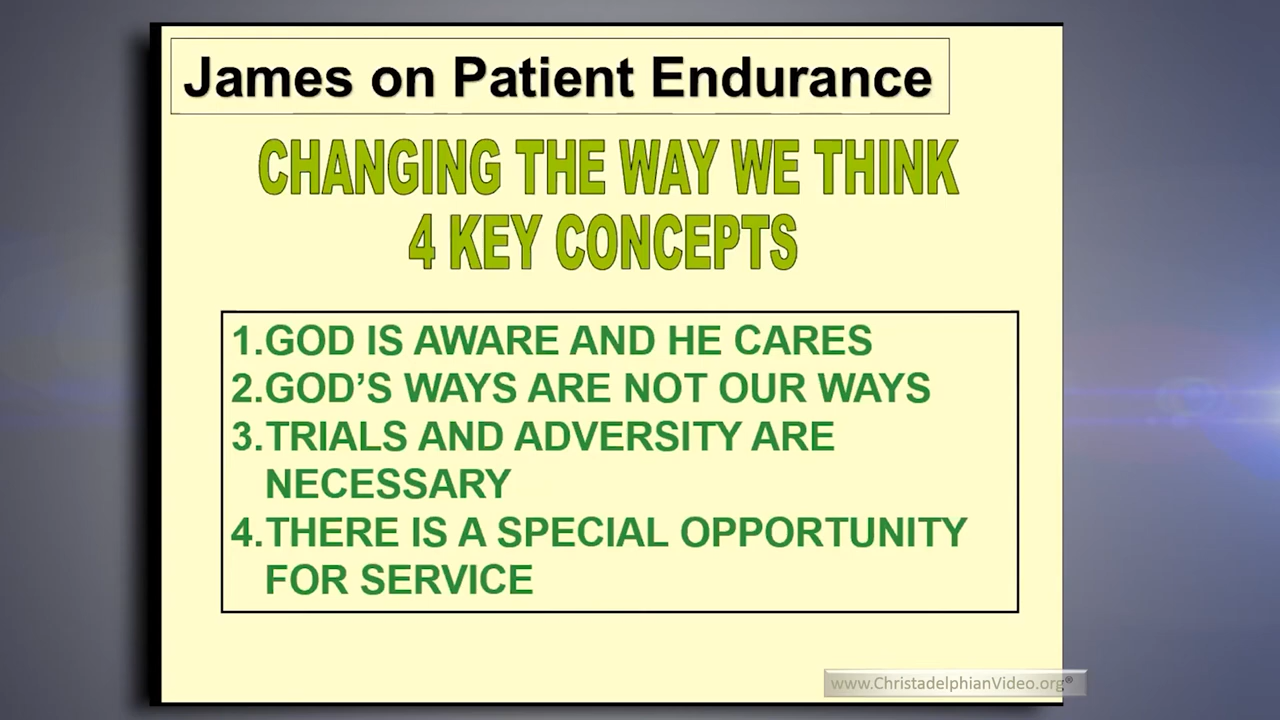 James on Patient Endurance
CHANGING THE WAY WE THINK
4 KEY CONCEPTS
1.GOD IS AWARE AND HE CARES
2.GOD’S WAYS ARE NOT OUR WAYS
3.TRIALS AND ADVERSITY ARE
NECESSARY
4.THERE IS A SPECIAL OPPORTUNITY
FOR SERVICE
www.ChristadelphianVideo.org®